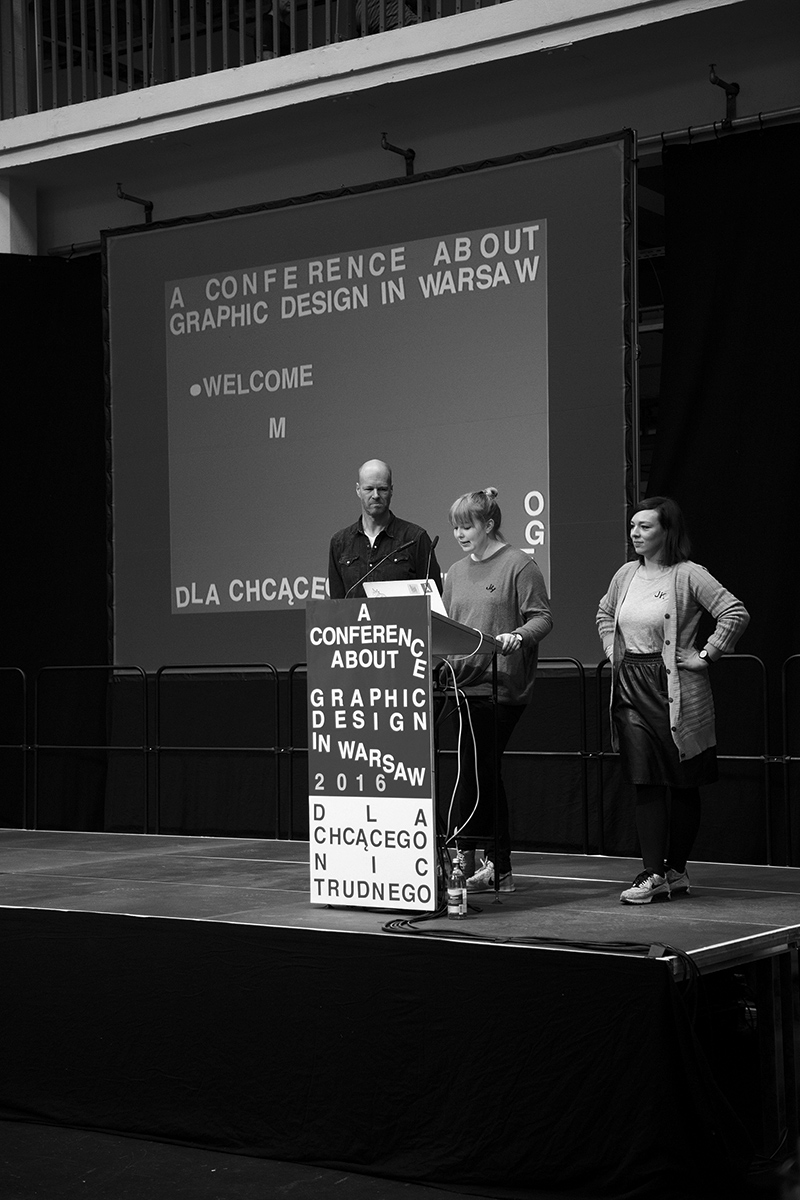 A CONFERENCE ABOUT
GRAPHIC DESIGN IN WARSAW
●WELCOME
M
DLA CHCĄCEG
A
CONFERENCE
ABOUT
GRAPHIC
DESIGN
IN WARSAW
2016
DLA
CHCĄCEGO
NIC
TRUDNEGO